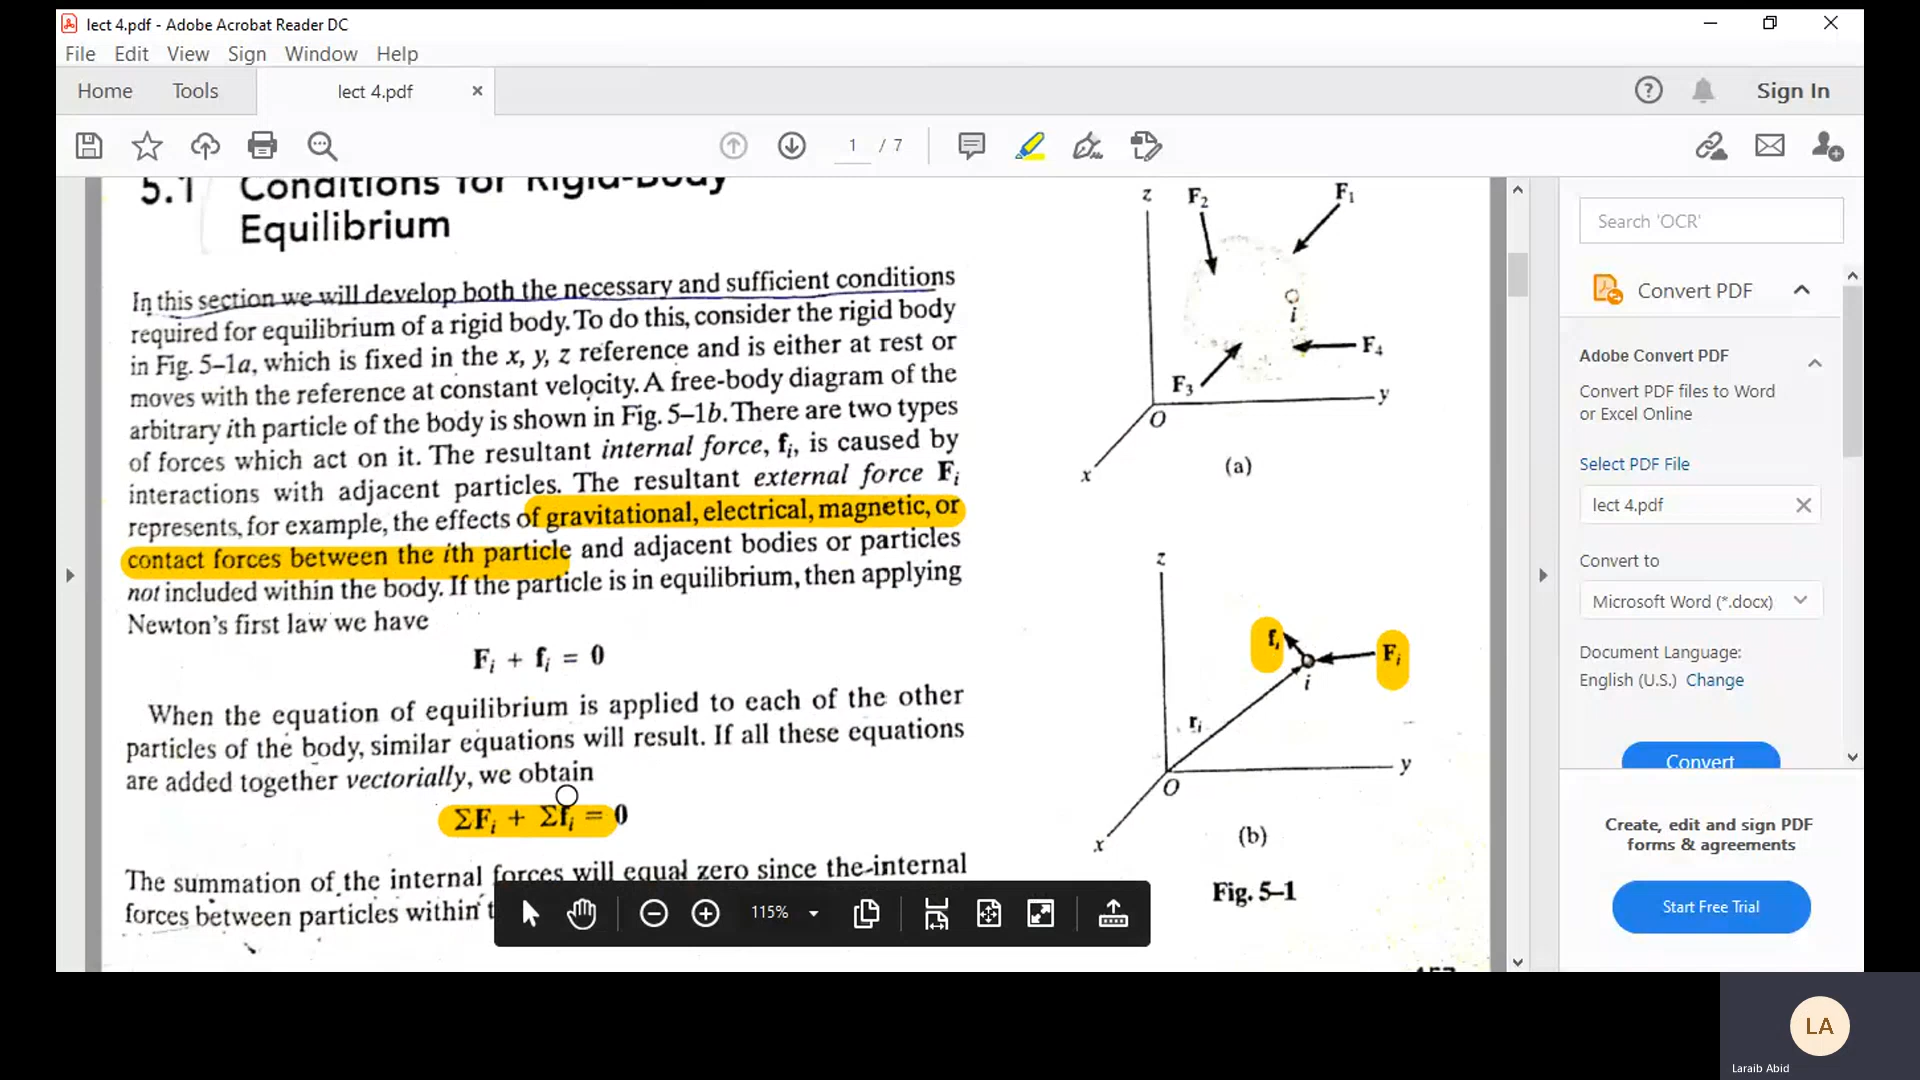 lect 4.pdf - Adobe Acrobat Reader DC
File Edit View Sign Window Help
Home Tools lect 4.pdf × Sign In
1 / 7
5.1 Conditions for Rigid-Body
Equilibrium
In this section we will develop both the necessary and sufficient conditions
required for equilibrium of a rigid body. To do this, consider the rigid body
in Fig. 5–1a, which is fixed in the x, y, z reference and is either at rest or
moves with the reference at constant velocity. A free-body diagram of the
arbitrary ith particle of the body is shown in Fig. 5–1b. There are two types
of forces which act on it. The resultant internal force, fᵢ, is caused by
interactions with adjacent particles. The resultant external force Fᵢ
represents, for example, the effects of gravitational, electrical, magnetic, or
contact forces between the ith particle and adjacent bodies or particles
not included within the body. If the particle is in equilibrium, then applying
Newton's first law we have
Fᵢ + fᵢ = 0
When the equation of equilibrium is applied to each of the other
particles of the body, similar equations will result. If all these equations
are added together vectorially, we obtain
ΣFᵢ + Σfᵢ = 0
The summation of the internal forces will equal zero since the internal
forces between particles within
z F₂ F₁
i
F₃ F₄
O y
x
(a)
z
fᵢ Fᵢ
i
rᵢ
O y
x
(b)
Fig. 5–1
115%
Search 'OCR'
Convert PDF
Adobe Convert PDF
Convert PDF files to Word
or Excel Online
Select PDF File
lect 4.pdf
Convert to
Microsoft Word (*.docx)
Document Language:
English (U.S.) Change
Convert
Create, edit and sign PDF
forms & agreements
Start Free Trial
LA
Laraib Abid